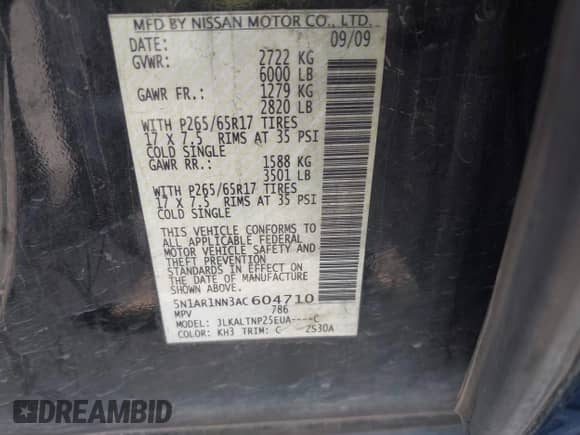 MFD BY NISSAN MOTOR CO., LTD.
DATE: 09/09
GVWR: 2722 KG
6000 LB
GAWR FR.: 1279 KG
2820 LB
WITH P265/65R17 TIRES
17 X 7.5 RIMS AT 35 PSI
COLD SINGLE
GAWR RR.: 1588 KG
3501 LB
WITH P265/65R17 TIRES
17 X 7.5 RIMS AT 35 PSI
COLD SINGLE
THIS VEHICLE CONFORMS TO
ALL APPLICABLE FEDERAL
MOTOR VEHICLE SAFETY AND
THEFT PREVENTION
STANDARDS IN EFFECT ON
THE DATE OF MANUFACTURE
SHOWN ABOVE.
5N1AR1NN3AC604710
MPV 786
MODEL: JLKALTNP25EUA----C
COLOR: KH3 TRIM: C 2S30A
DREAMBID